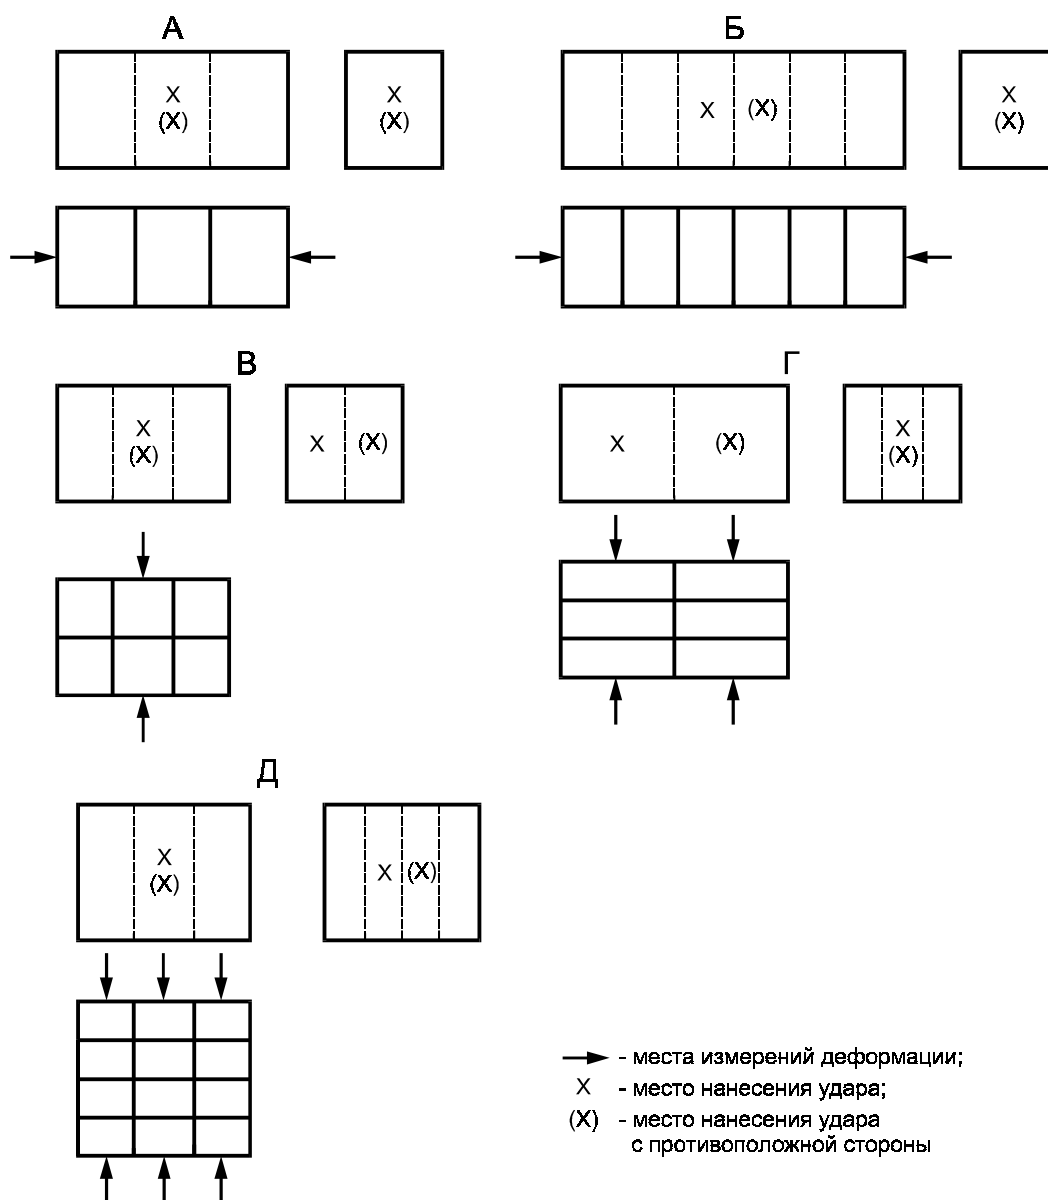 А
Б
X
(X)
X
(X)
X
(X)
X
(X)
В
Г
X
(X)
X
(X)
X
(X)
X
(X)
Д
X
(X)
X
(X)
- места измерений деформации;
X - место нанесения удара;
(X) - место нанесения удара
с противоположной стороны